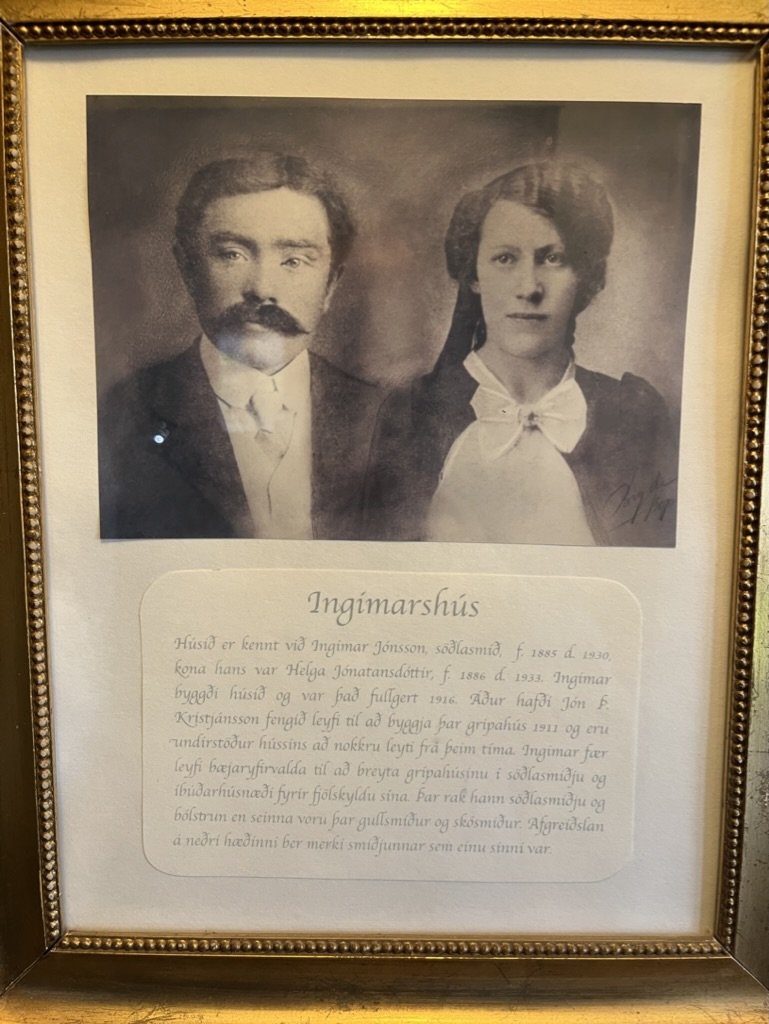 Ingimarshús
Húsið er kennt við Ingimar Jónsson, söðlasmið, f. 1885 d. 1930,
kona hans var Helga Jónatansdóttir, f. 1886 d. 1933. Ingimar
byggði húsið og var það fullgert 1916. Áður hafði Jón Þ.
Kristjánsson fengið leyfi til að byggja þar gripahús 1911 og eru
undirstöður hússins að nokkru leyti frá þeim tíma. Ingimar fær
leyfi bæjaryfirvalda til að breyta gripahúsinu í söðlasmiðju og
íbúðarhúsnæði fyrir fjölskyldu sína. Þar rak hann söðlasmiðju og
bólstrun en seinna voru þar gullsmiður og skósmiður. Afgreiðslan
á neðri hæðinni ber merki smiðjunnar sem einu sinni var.